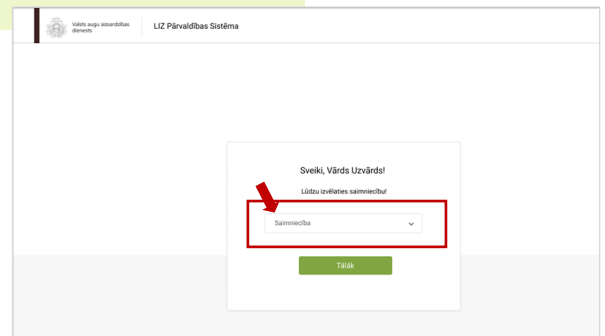 Valsts augu aizsardzības
dienests
LIZ Pārvaldības Sistēma
Sveiki, Vārds Uzvārds!
Lūdzu izvēlaties saimniecību!
Saimniecība
Tālāk